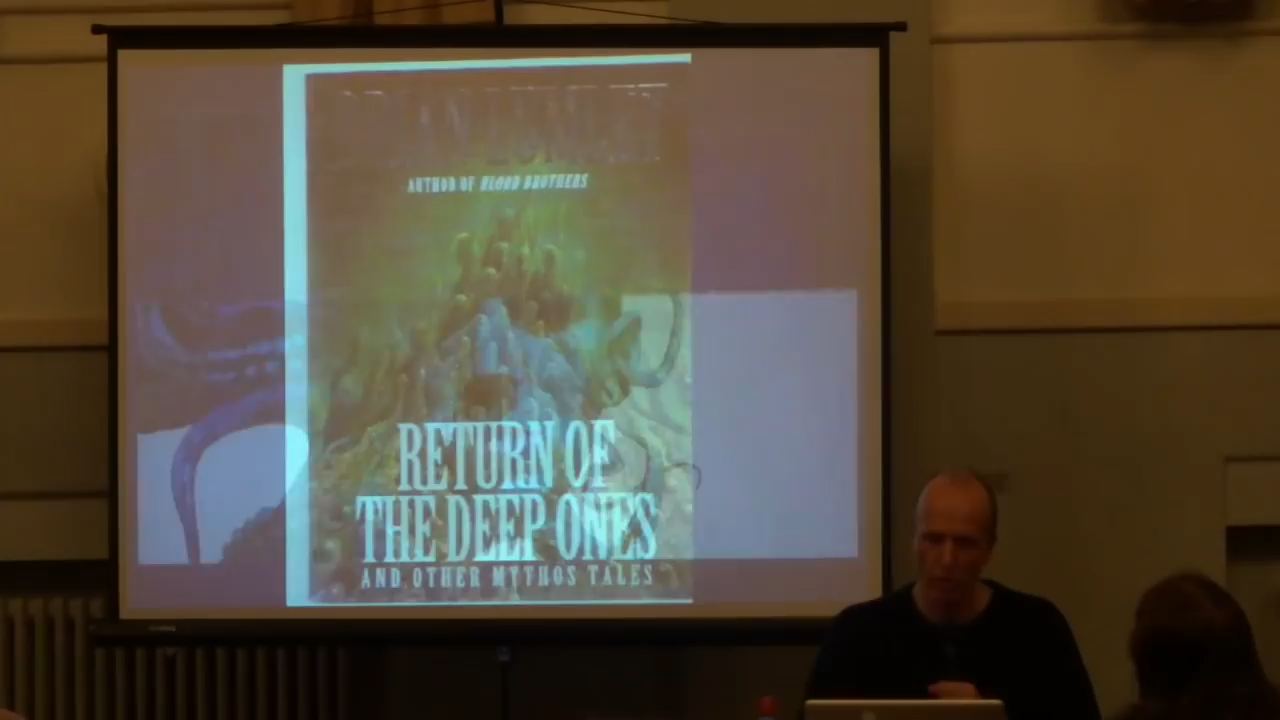 AUTHOR OF BLOOD BROTHERS
RETURN OF
THE DEEP ONES
AND OTHER MYTHOS TALES